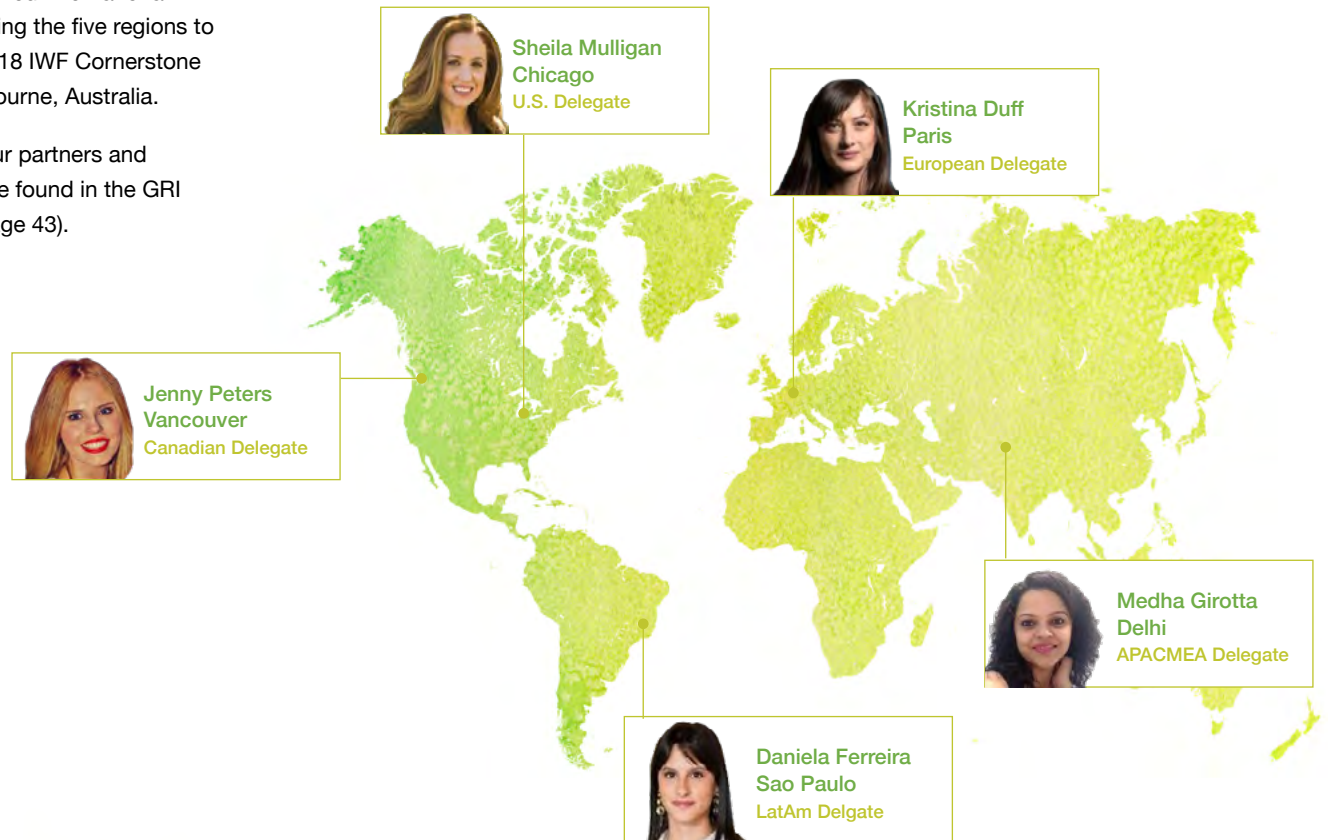 ing the five regions to
18 IWF Cornerstone
ourne, Australia.
ur partners and
e found in the GRI
ge 43).
Sheila Mulligan
Chicago
U.S. Delegate
Kristina Duff
Paris
European Delegate
Jenny Peters
Vancouver
Canadian Delegate
Medha Girotta
Delhi
APACMEA Delegate
Daniela Ferreira
Sao Paulo
LatAm Delgate